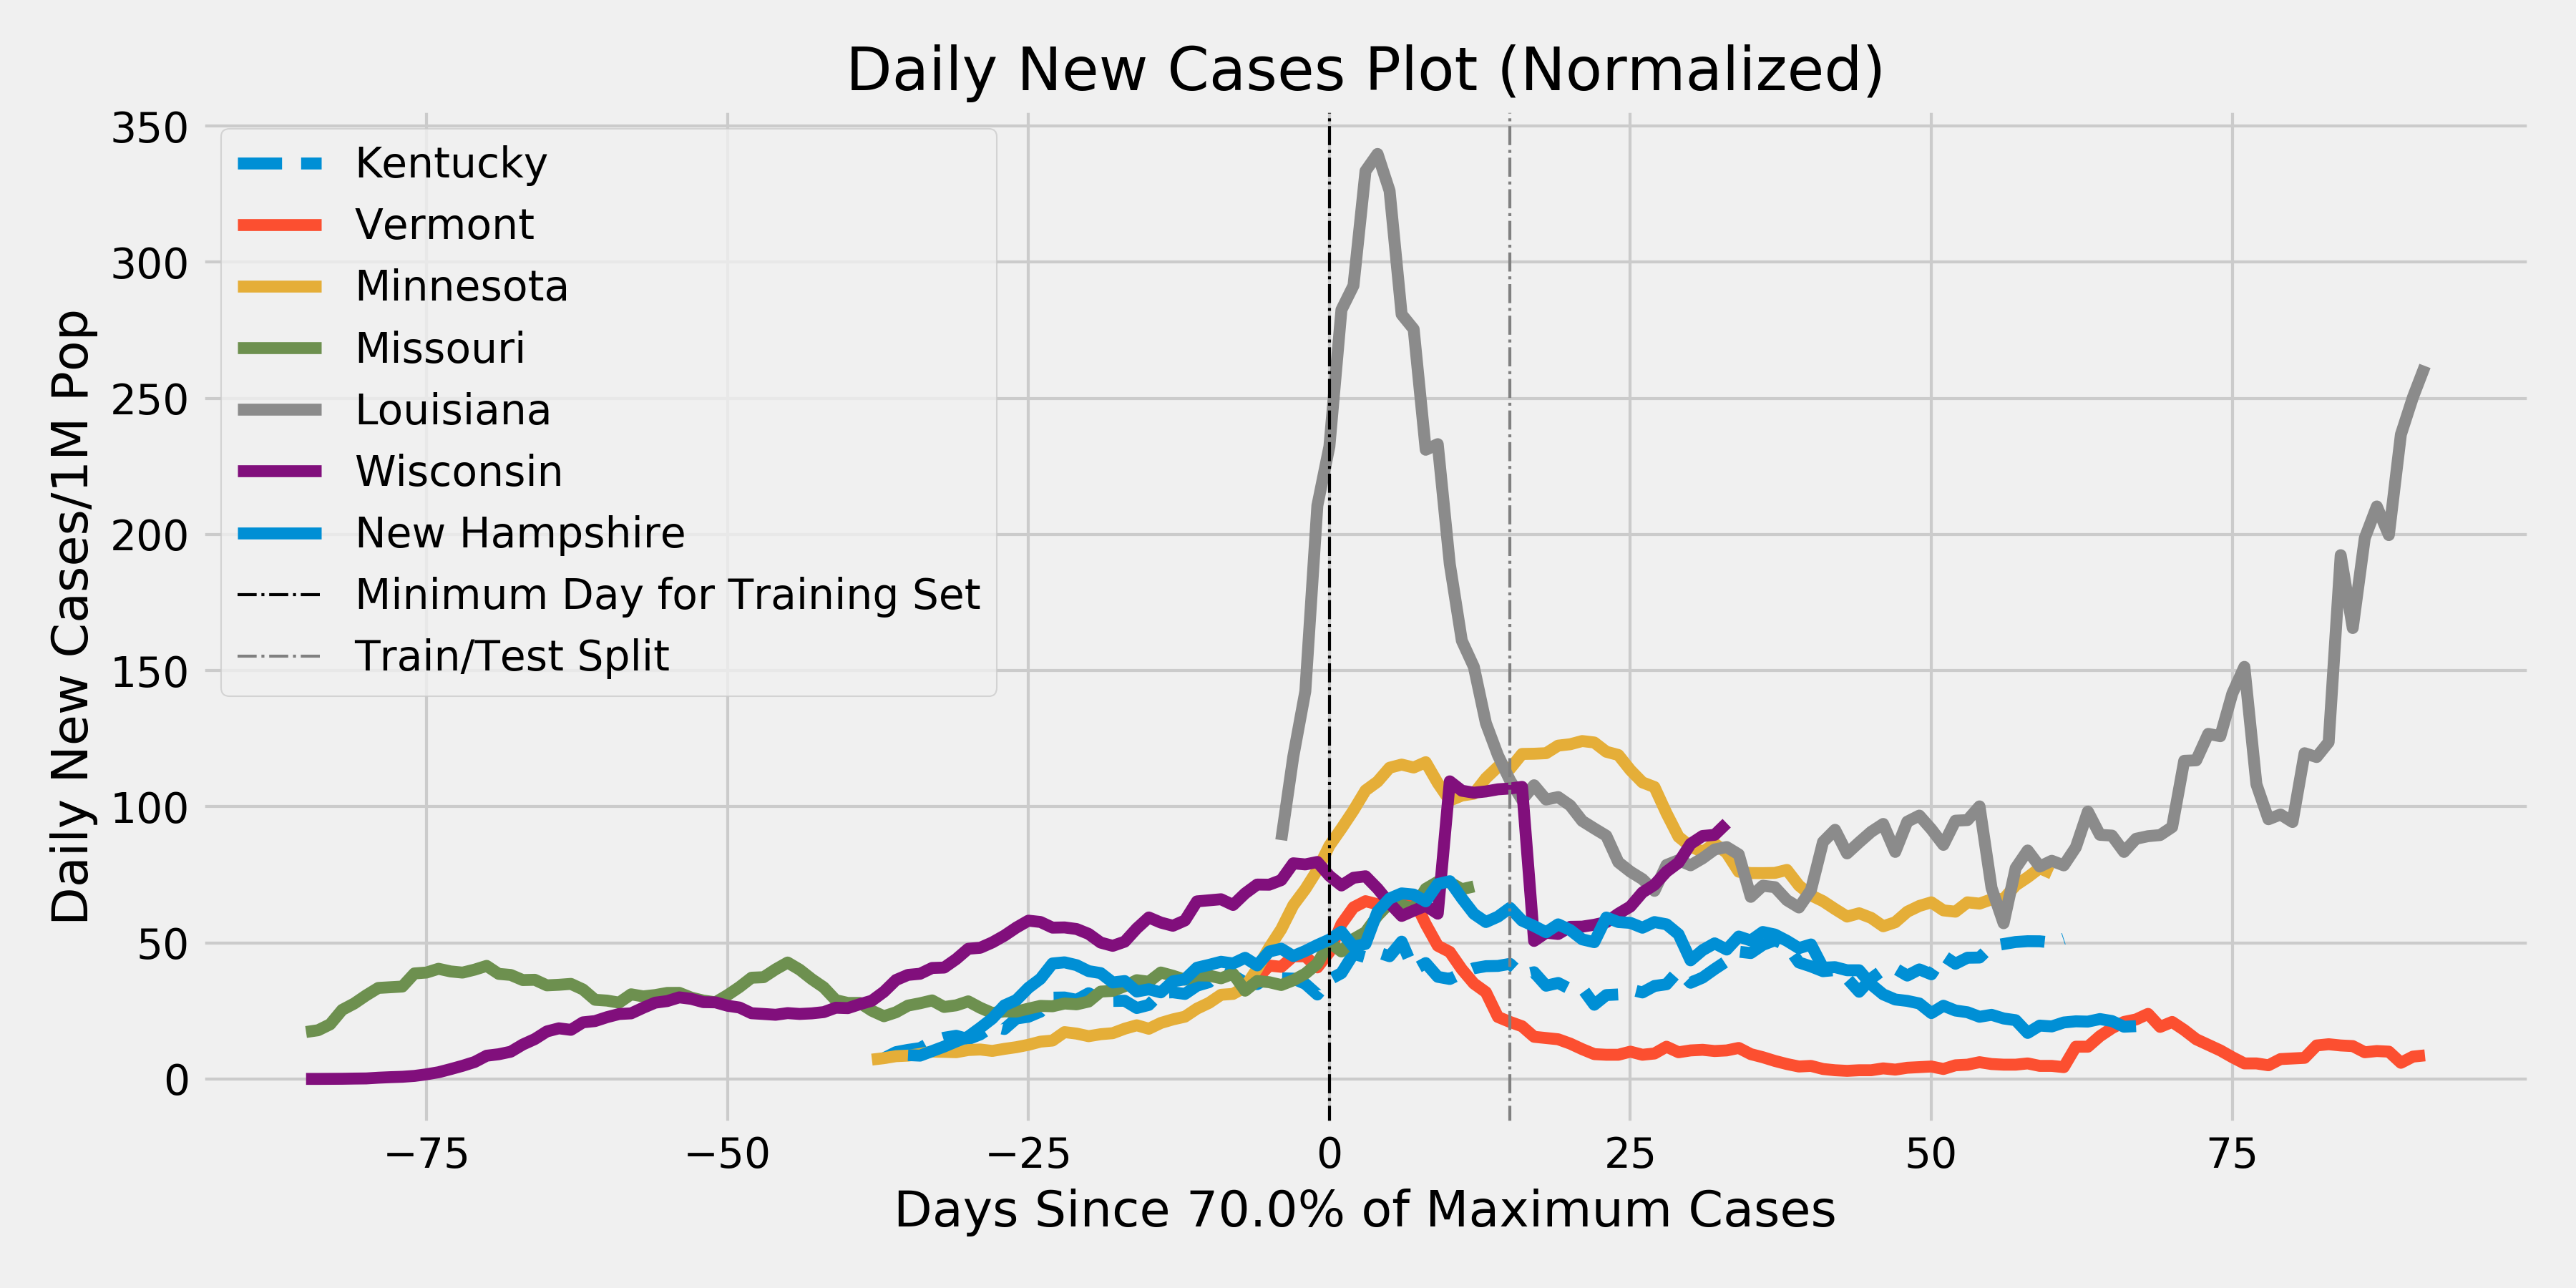 Daily New Cases Plot (Normalized)
Daily New Cases/1M Pop
350
300
250
200
150
100
50
0
Kentucky
Vermont
Minnesota
Missouri
Louisiana
Wisconsin
New Hampshire
Minimum Day for Training Set
Train/Test Split
−75
−50
−25
0
25
50
75
Days Since 70.0% of Maximum Cases